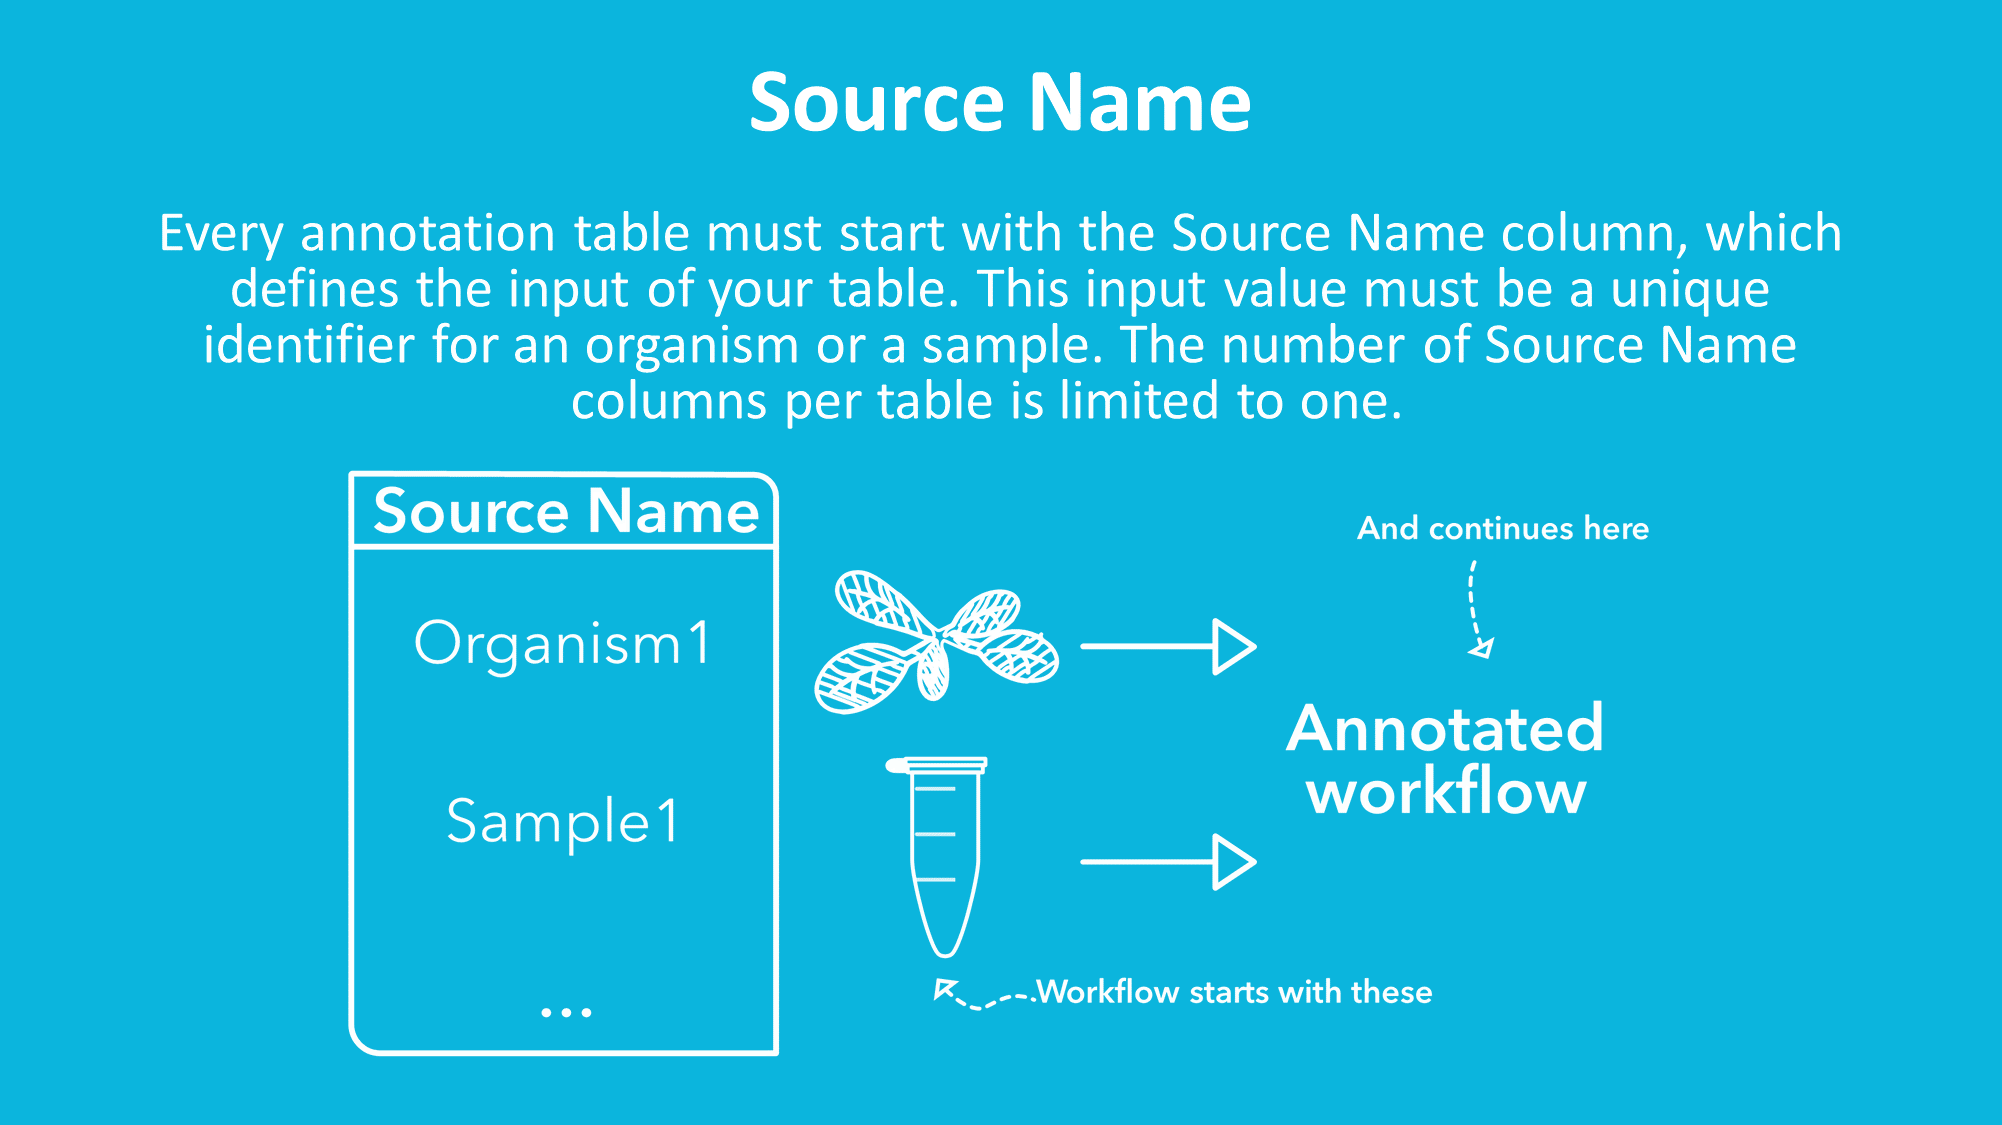 Source Name
Every annotation table must start with the Source Name column, which
defines the input of your table. This input value must be a unique
identifier for an organism or a sample. The number of Source Name
columns per table is limited to one.
Source Name
Organism1
Sample1
...
And continues here
Annotated
workflow
Workflow starts with these